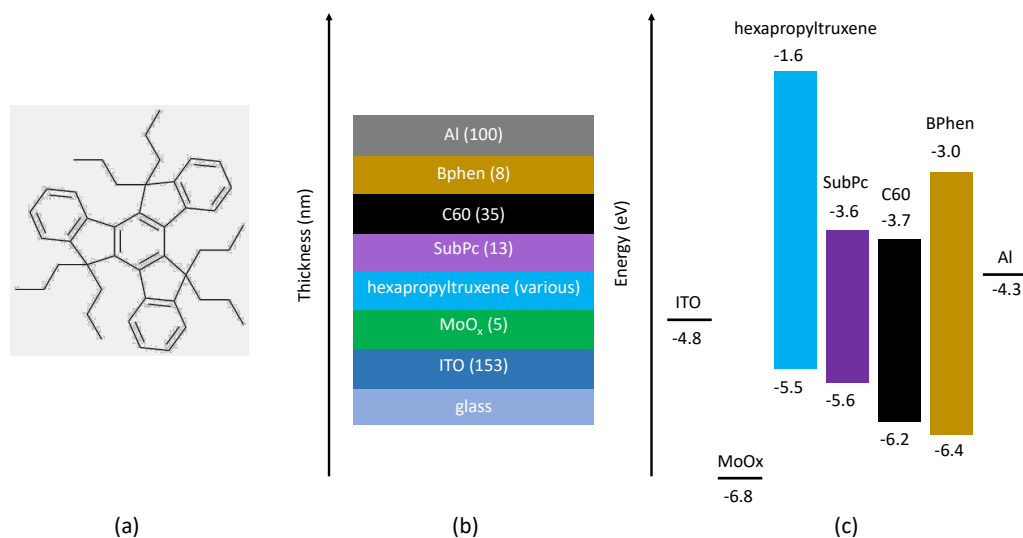 Thickness (nm)
Al (100)
Bphen (8)
C60 (35)
SubPc (13)
hexapropyltruxene (various)
MoOx (5)
ITO (153)
glass
Energy (eV)
hexapropyltruxene
-1.6
BPhen
-3.0
SubPc
-3.6
C60
-3.7
Al
-4.3
ITO
-4.8
-5.5
-5.6
-6.2
-6.4
MoOx
-6.8
(a)
(b)
(c)